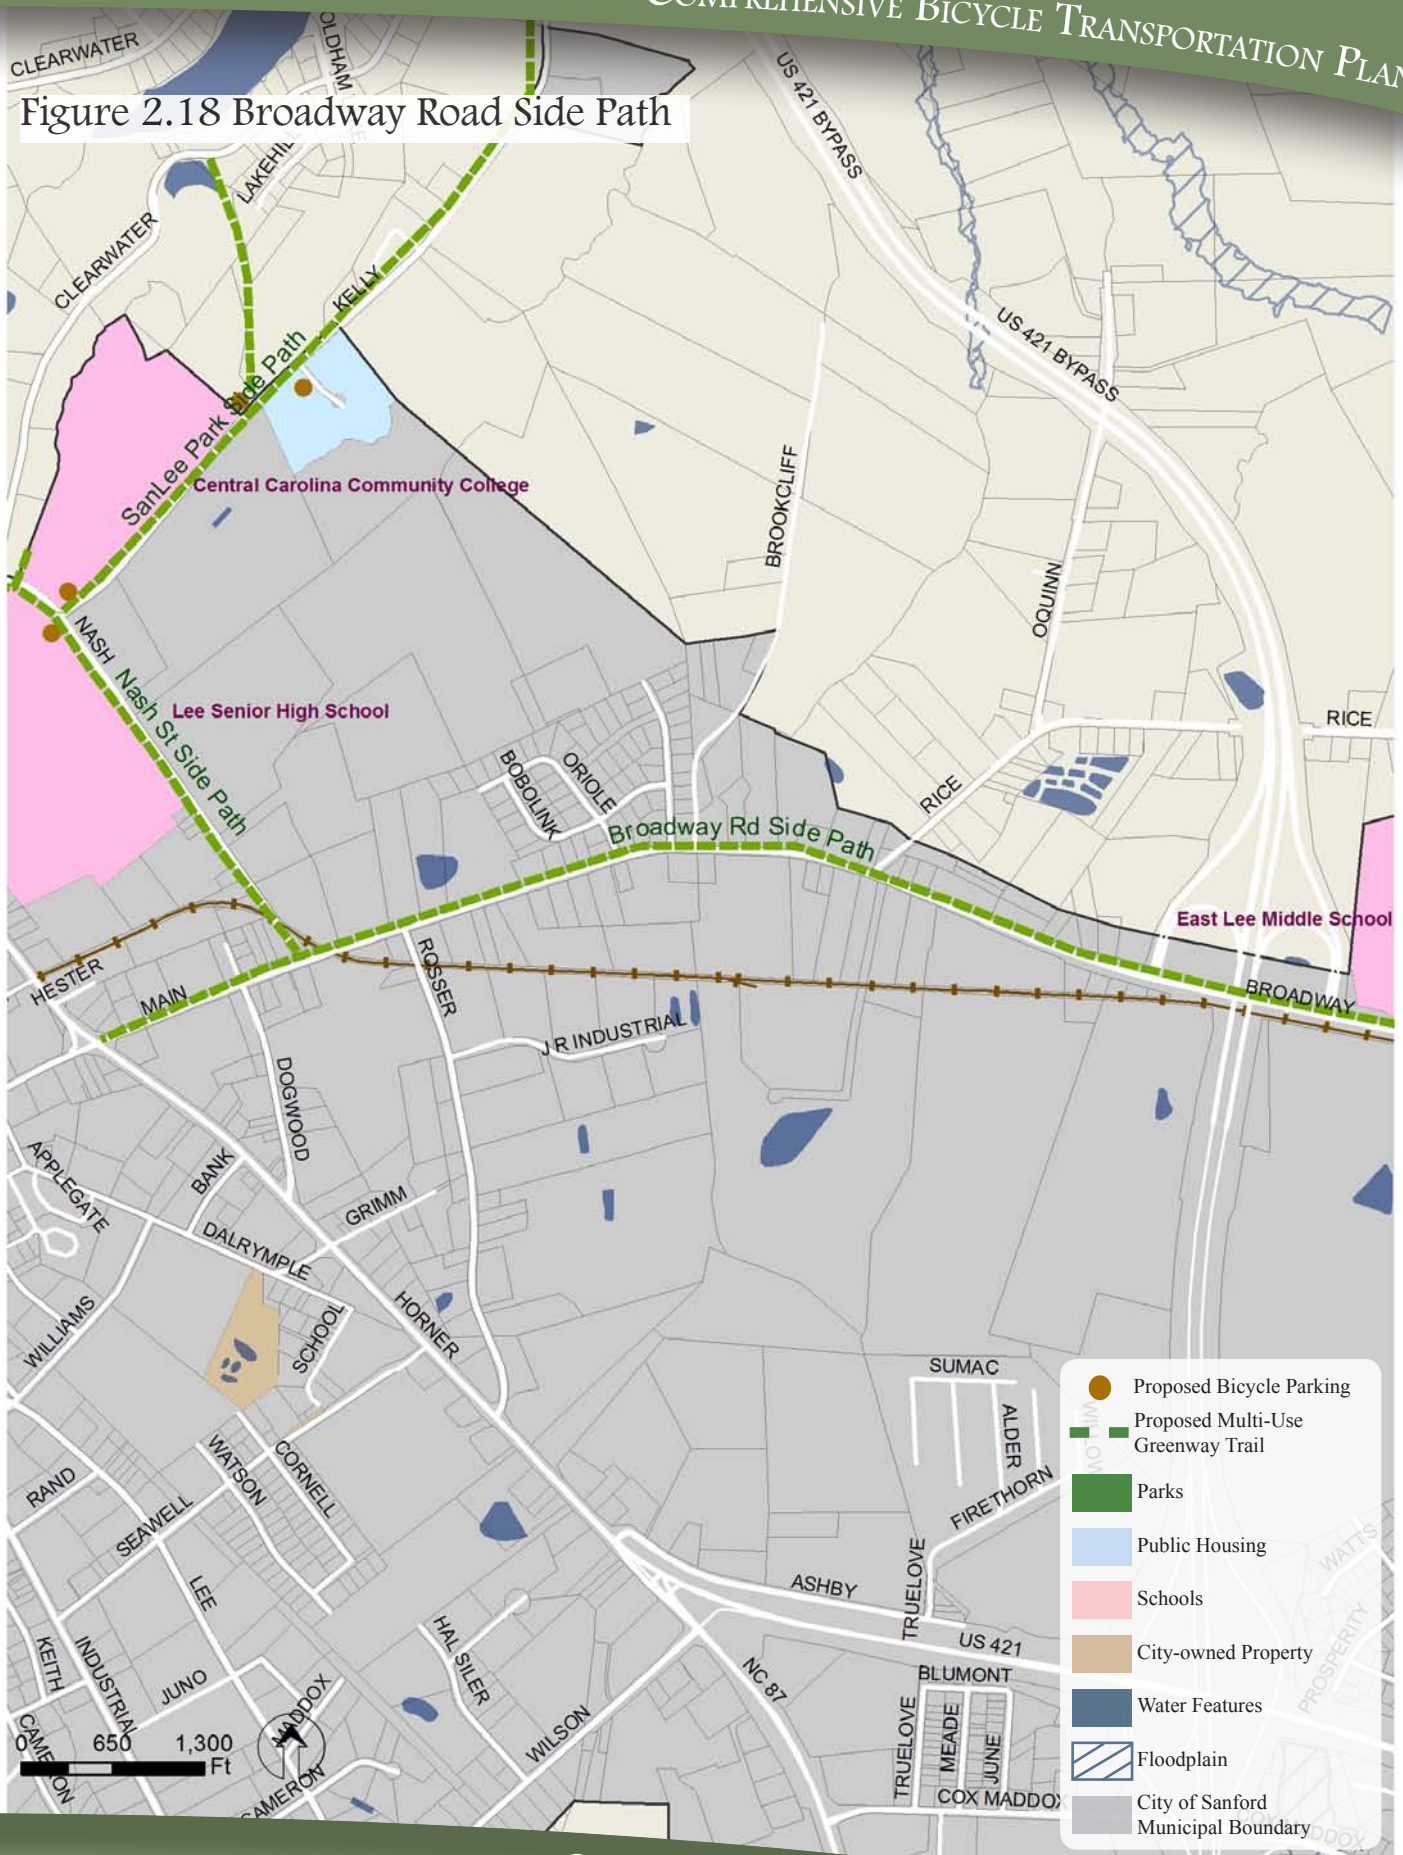 COMPREHENSIVE BICYCLE TRANSPORTATION PLAN
CLEARWATER
OLDHAM
US 421 BYPASS
Figure 2.18 Broadway Road Side Path
CLEARWATER
KELLY
US 421 BYPASS
SanLee Park Side Path
Central Carolina Community College
BROOKCLIFF
OQUINN
NASH
Nash St Side Path
Lee Senior High School
RICE
BOBOLINK
ORIOLE
RICE
Broadway Rd Side Path
East Lee Middle School
HESTER
MAIN
ROSSER
BROADWAY
J R INDUSTRIAL
DOGWOOD
APPLEGATE
BANK
GRIMM
DALRYMPLE
WILLIAMS
SCHOOL
HORNER
SUMAC
ALDER
FIRETHORN
WATSON
CORNELL
RAND
SEAWELL
LEE
ASHBY
TRUELOVE
US 421
KEITH
INDUSTRIAL
JUNO
HAL SILER
NC 87
BLUMONT
MADDOX
WILSON
TRUELOVE
MEADE
JUNE
CAMERON
CAMERON
COX MADDOX
0 650 1,300
Ft
Proposed Bicycle Parking
Proposed Multi-Use
Greenway Trail
Parks
Public Housing
Schools
City-owned Property
Water Features
Floodplain
City of Sanford
Municipal Boundary
WILLOW
WATTS
PROSPERITY
COX MADDOX